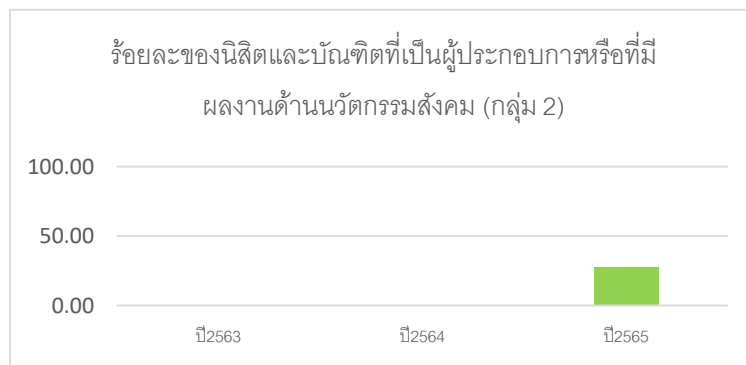 ร้อยละของนิสิตและบัณฑิตที่เป็นผู้ประกอบการหรือที่มี
ผลงานด้านนวัตกรรมสังคม (กลุ่ม 2)
100.00
50.00
0.00
ปี2563 ปี2564 ปี2565